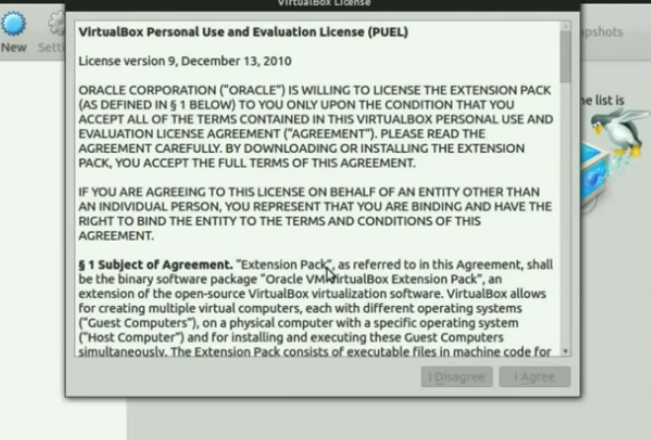 VirtualBox License
New
VirtualBox Personal Use and Evaluation License (PUEL)
License version 9, December 13, 2010
ORACLE CORPORATION ("ORACLE") IS WILLING TO LICENSE THE EXTENSION PACK
(AS DEFINED IN § 1 BELOW) TO YOU ONLY UPON THE CONDITION THAT YOU
ACCEPT ALL OF THE TERMS CONTAINED IN THIS VIRTUALBOX PERSONAL USE AND
EVALUATION LICENSE AGREEMENT ("AGREEMENT"). PLEASE READ THE
AGREEMENT CAREFULLY. BY DOWNLOADING OR INSTALLING THE EXTENSION
PACK, YOU ACCEPT THE FULL TERMS OF THIS AGREEMENT.
IF YOU ARE AGREEING TO THIS LICENSE ON BEHALF OF AN ENTITY OTHER THAN
AN INDIVIDUAL PERSON, YOU REPRESENT THAT YOU ARE BINDING AND HAVE THE
RIGHT TO BIND THE ENTITY TO THE TERMS AND CONDITIONS OF THIS
AGREEMENT.
§ 1 Subject of Agreement. "Extension Pack", as referred to in this Agreement, shall
be the binary software package "Oracle VM VirtualBox Extension Pack", an
extension of the open-source VirtualBox virtualization software. VirtualBox allows
for creating multiple virtual computers, each with different operating systems
("Guest Computers"), on a physical computer with a specific operating system
("Host Computer") and for installing and executing these Guest Computers
simultaneously. The Extension Pack consists of executable files in machine code for
list is
I Disagree
I Agree